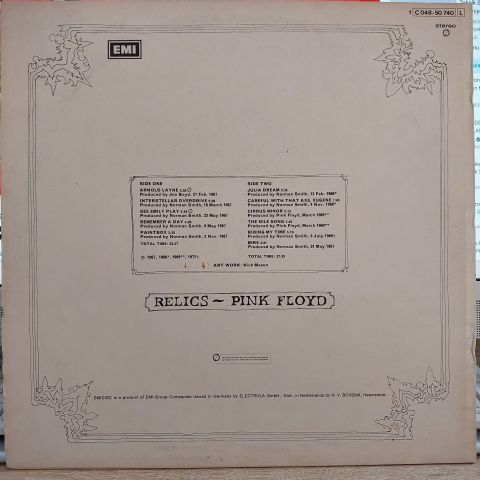 1 C 048-50 740 L
stereo
EMI
SIDE ONE
ARNOLD LAYNE
Produced by Joe Boyd, 27 Feb. 1967
INTERSTELLAR OVERDRIVE
Produced by Norman Smith, 16 March 1967
SEE EMILY PLAY
Produced by Norman Smith, 23 May 1967
REMEMBER A DAY
Produced by Norman Smith, 9 May 1967
PAINTBOX
Produced by Norman Smith, 2 Nov. 1967
TOTAL TIME:
℗ 1967, 1968*, 1969**, 1971†.
SIDE TWO
JULIA DREAM
Produced by Norman Smith, 13 Feb. 1968*
CAREFUL WITH THAT AXE, EUGENE
Produced by Norman Smith, 4 Nov. 1968*
CIRRUS MINOR
Produced by Pink Floyd, March 1969**
THE NILE SONG
Produced by Pink Floyd, March 1969**
BIDING MY TIME
Produced by Norman Smith, 9 July 1969†
BIKE
Produced by Norman Smith, 21 May 1967
TOTAL TIME:
ART WORK: Nick Mason
RELICS ~ PINK FLOYD
EMIDISC is a product of EMI-Group Companies issued in Germany by ELECTROLA GmbH., Köln, in Netherlands by N. V. BOVEMA, Heemstede